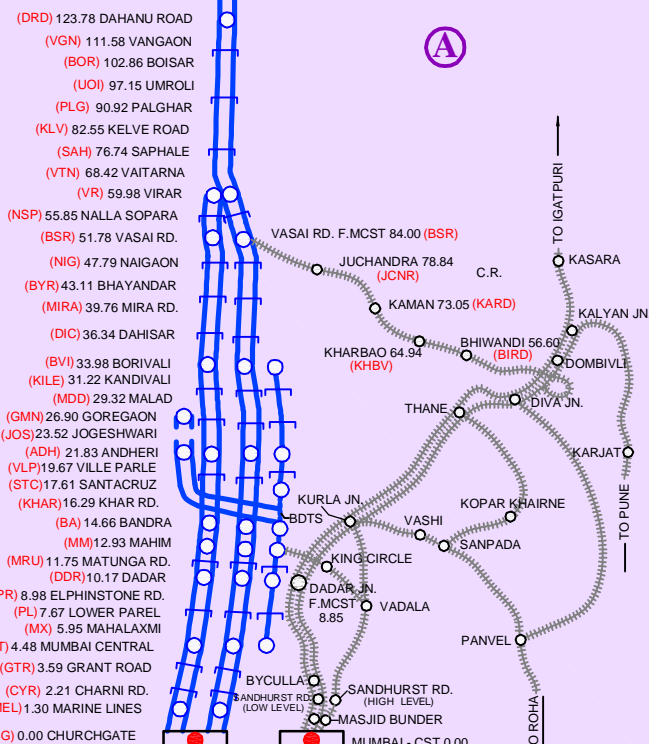 (DRD) 123.78 DAHANU ROAD
(VGN) 111.58 VANGAON
(BOR) 102.86 BOISAR
(UOI) 97.15 UMROLI
(PLG) 90.92 PALGHAR
(KLV) 82.55 KELVE ROAD
(SAH) 76.74 SAPHALE
(VTN) 68.42 VAITARNA
(VR) 59.98 VIRAR
(NSP) 55.85 NALLA SOPARA
(BSR) 51.78 VASAI RD.
(NIG) 47.79 NAIGAON
(BYR) 43.11 BHAYANDAR
(MIRA) 39.76 MIRA RD.
(DIC) 36.34 DAHISAR
(BVI) 33.98 BORIVALI
(KILE) 31.22 KANDIVALI
(MDD) 29.32 MALAD
(GMN) 26.90 GOREGAON
(JOS) 23.52 JOGESHWARI
(ADH) 21.83 ANDHERI
(VLP) 19.67 VILLE PARLE
(STC) 17.61 SANTACRUZ
(KHAR) 16.29 KHAR RD.
(BA) 14.66 BANDRA
(MM) 12.93 MAHIM
(MRU) 11.75 MATUNGA RD.
(DDR) 10.17 DADAR
PR) 8.98 ELPHINSTONE RD.
(PL) 7.67 LOWER PAREL
(MX) 5.95 MAHALAXMI
T) 4.48 MUMBAI CENTRAL
(GTR) 3.59 GRANT ROAD
(CYR) 2.21 CHARNI RD.
MEL) 1.30 MARINE LINES
G) 0.00 CHURCHGATE
A
TO IGATPURI
KASARA
VASAI RD. F.MCST 84.00 (BSR)
JUCHANDRA 78.84
(JCNR)
C.R.
KAMAN 73.05 (KARD)
KALYAN JN
KHARBAO 64.94
(KHBV)
BHIWANDI 56.60
(BIRD)
DOMBIVLI
THANE
DIVA JN.
KARJAT
TO PUNE
KURLA JN.
BDTS
KOPAR KHAIRNE
VASHI
SANPADA
KING CIRCLE
DADAR JN.
F.MCST
8.85
VADALA
PANVEL
BYCULLA
SANDHURST RD.
(LOW LEVEL)
SANDHURST RD.
(HIGH LEVEL)
MASJID BUNDER
O ROHA
MUMBAI - CST 0.00